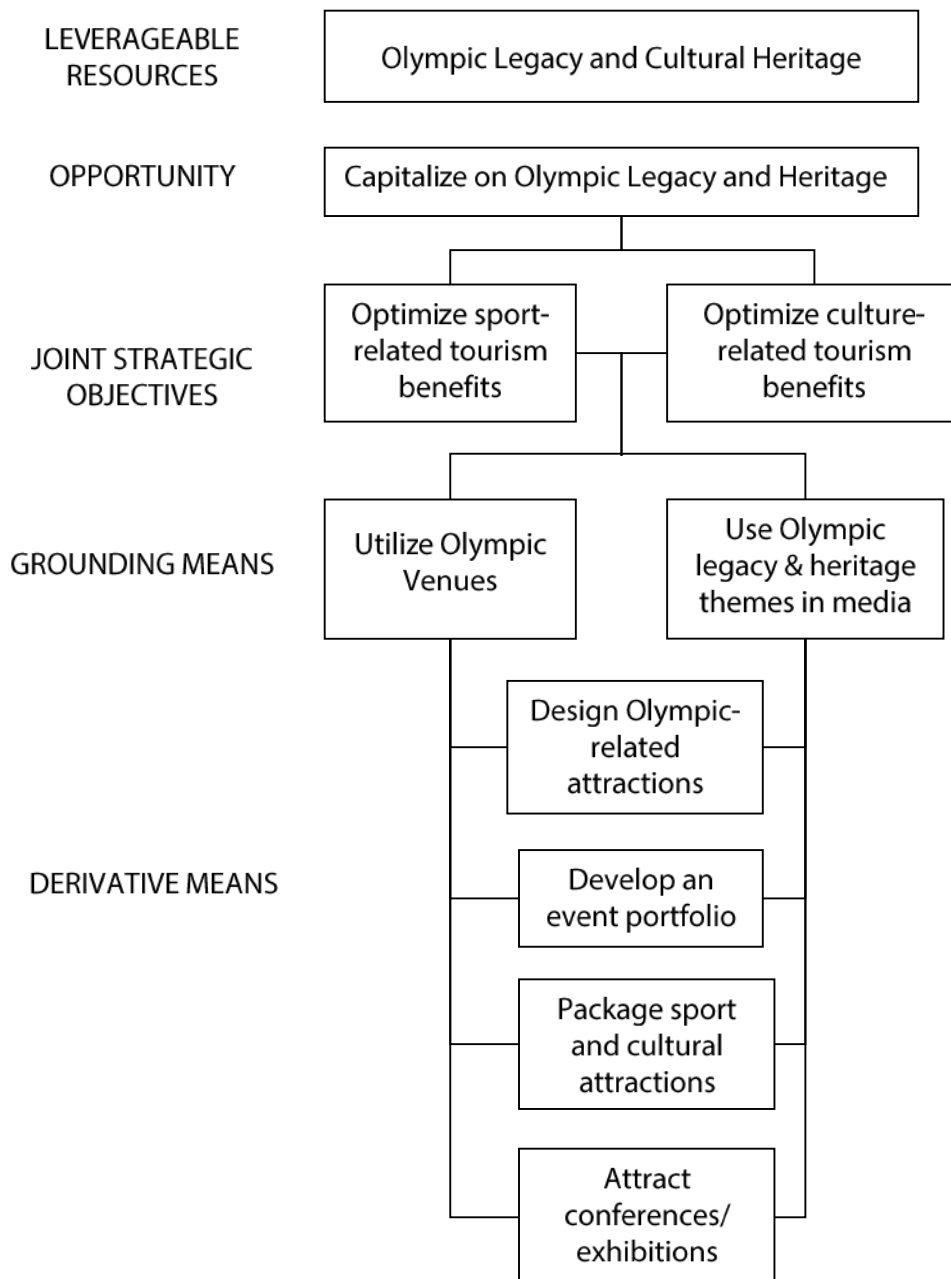 LEVERAGEABLE
RESOURCES
Olympic Legacy and Cultural Heritage
OPPORTUNITY
Capitalize on Olympic Legacy and Heritage
JOINT STRATEGIC
OBJECTIVES
Optimize sport-
related tourism
benefits
Optimize culture-
related tourism
benefits
GROUNDING MEANS
Utilize Olympic
Venues
Use Olympic
legacy & heritage
themes in media
DERIVATIVE MEANS
Design Olympic-
related
attractions
Develop an
event portfolio
Package sport
and cultural
attractions
Attract
conferences/
exhibitions